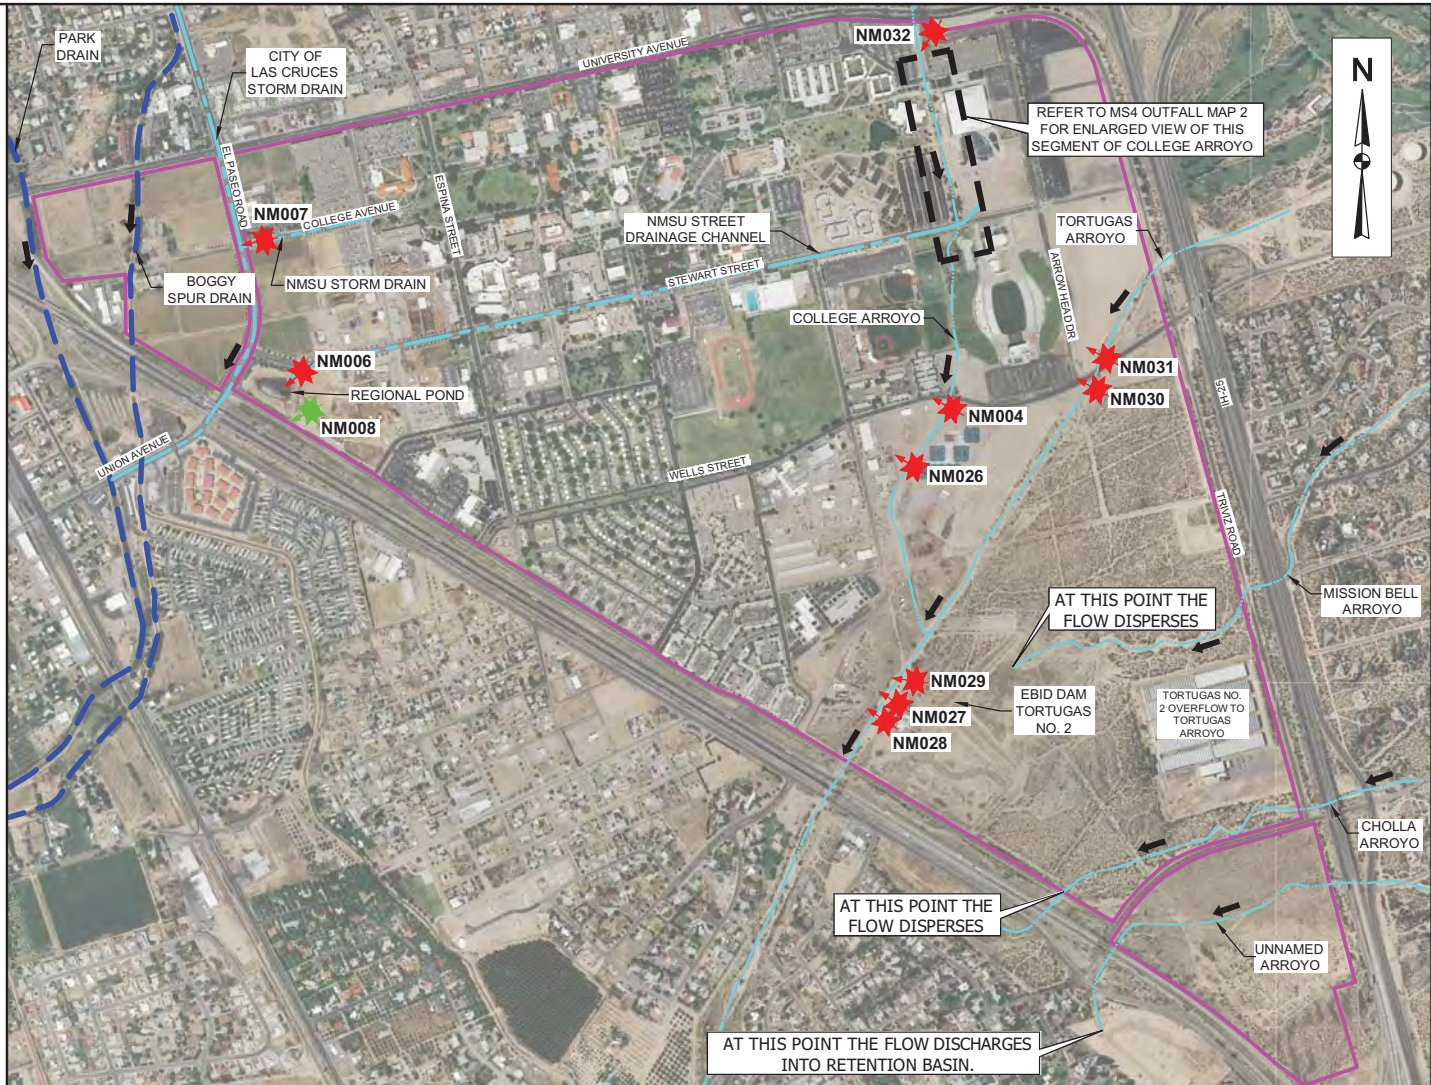 PARK
DRAIN
CITY OF
LAS CRUCES
STORM DRAIN
UNIVERSITY AVENUE
NM032
N
REFER TO MS4 OUTFALL MAP 2
FOR ENLARGED VIEW OF THIS
SEGMENT OF COLLEGE ARROYO
EL PASEO ROAD
NM007
COLLEGE AVENUE
ESPINA STREET
NMSU STREET
DRAINAGE CHANNEL
TORTUGAS
ARROYO
BOGGY
SPUR DRAIN
NMSU STORM DRAIN
STEWART STREET
ARROW HEAD DR
COLLEGE ARROYO
NM006
REGIONAL POND
NM008
NM031
NM030
IH-25
NM004
UNION AVENUE
WELLS STREET
NM026
TRIVIZ ROAD
MISSION BELL
ARROYO
AT THIS POINT THE
FLOW DISPERSES
NM029
NM027
NM028
EBID DAM
TORTUGAS
NO. 2
TORTUGAS NO.
2 OVERFLOW TO
TORTUGAS
ARROYO
CHOLLA
ARROYO
AT THIS POINT THE
FLOW DISPERSES
UNNAMED
ARROYO
AT THIS POINT THE FLOW DISCHARGES
INTO RETENTION BASIN.